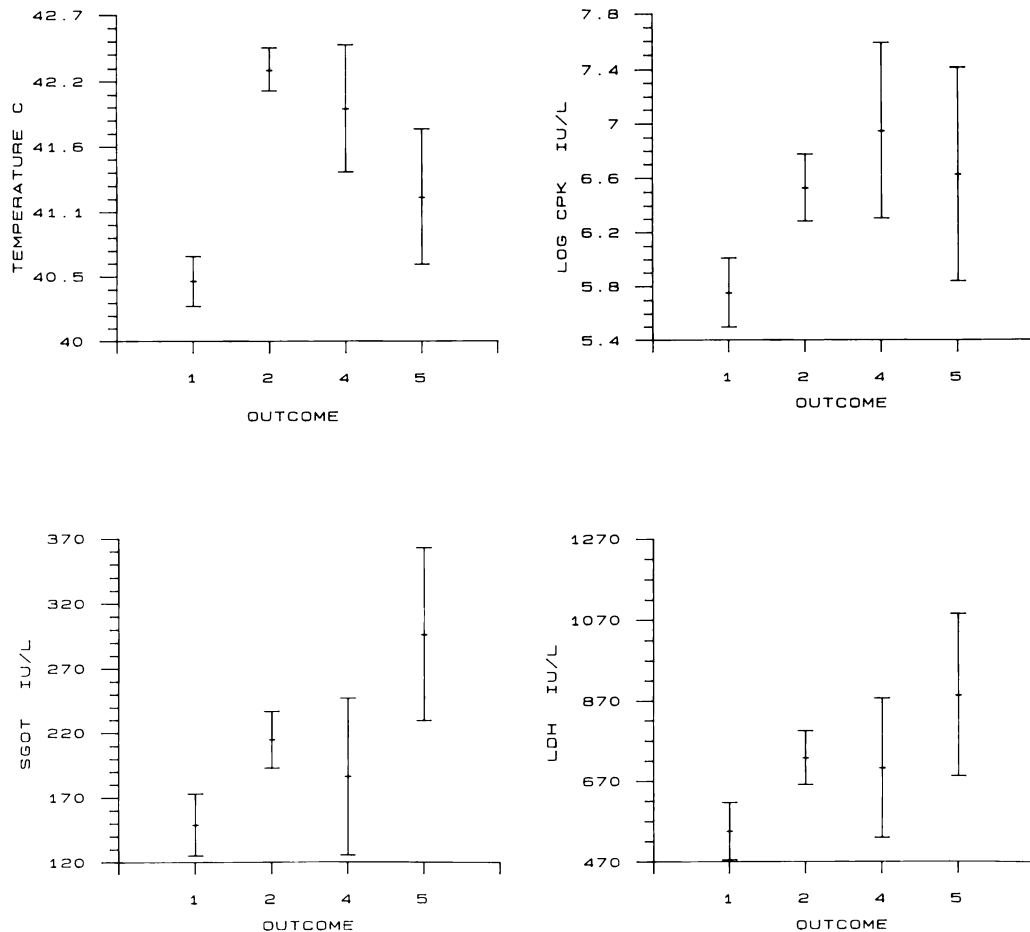 TEMPERATURE C
42.7
42.2
41.6
41.1
40.5
40
1 2 4 5
OUTCOME
LOG CPK IU/L
7.8
7.4
7
6.6
6.2
5.8
5.4
1 2 4 5
OUTCOME
SGOT IU/L
370
320
270
220
170
120
1 2 4 5
OUTCOME
LDH IU/L
1270
1070
870
670
470
1 2 4 5
OUTCOME